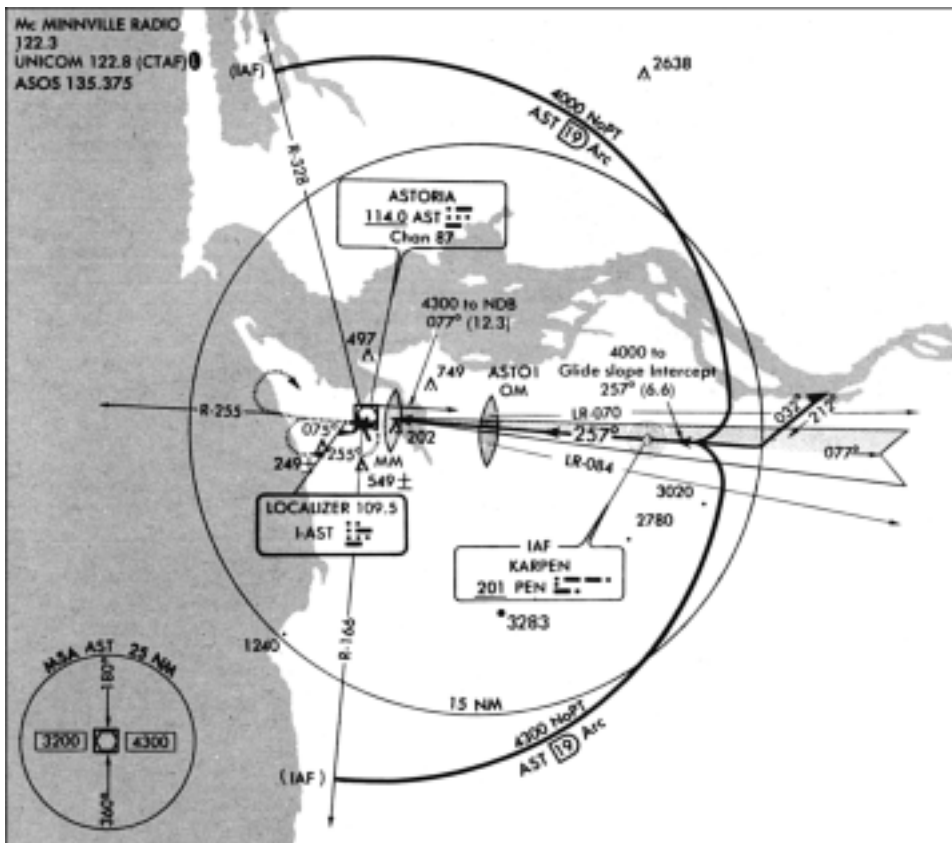 Mc MINNVILLE RADIO
122.3
UNICOM 122.8 (CTAF)
ASOS 135.375
(IAF)
2638
4000 NoPT
AST 19 Arc
R-328
ASTORIA
114.0 AST
Chan 87
4300 to NDB
077° (12.3)
497
749
ASTOI
OM
4000 to
Glide slope Intercept
257° (6.6)
R-255
LR-070
032°
212°
075°
257°
202
077°
249±
255°
MM
549±
LR-084
LOCALIZER 109.5
I-AST
3020
2780
IAF
KARPEN
201 PEN
3283
R-166
1240
MSA AST 25 NM
180°
3200
4300
360°
15 NM
4300 NoPT
AST 19 Arc
(IAF)